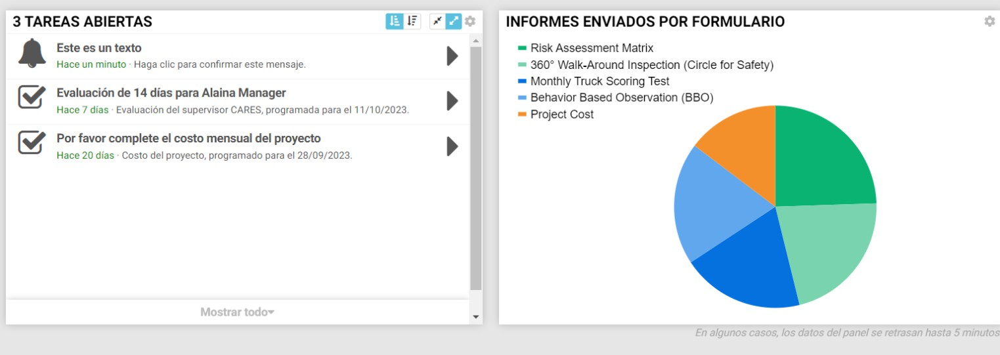 3 TAREAS ABIERTAS
Este es un texto
Hace un minuto · Haga clic para confirmar este mensaje.
Evaluación de 14 días para Alaina Manager
Hace 7 días · Evaluación del supervisor CARES, programada para el 11/10/2023.
Por favor complete el costo mensual del proyecto
Hace 20 días · Costo del proyecto, programado para el 28/09/2023.
Mostrar todo
INFORMES ENVIADOS POR FORMULARIO
Risk Assessment Matrix
360° Walk-Around Inspection (Circle for Safety)
Monthly Truck Scoring Test
Behavior Based Observation (BBO)
Project Cost
En algunos casos, los datos del panel se retrasan hasta 5 minutos